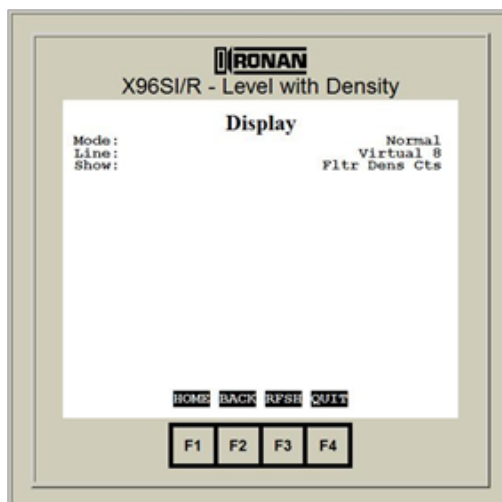 RONAN
X96SI/R - Level with Density
Display
Mode: Normal
Line: Virtual 8
Show: Fltr Dens Cts
HOME BACK RFSH QUIT
F1 F2 F3 F4